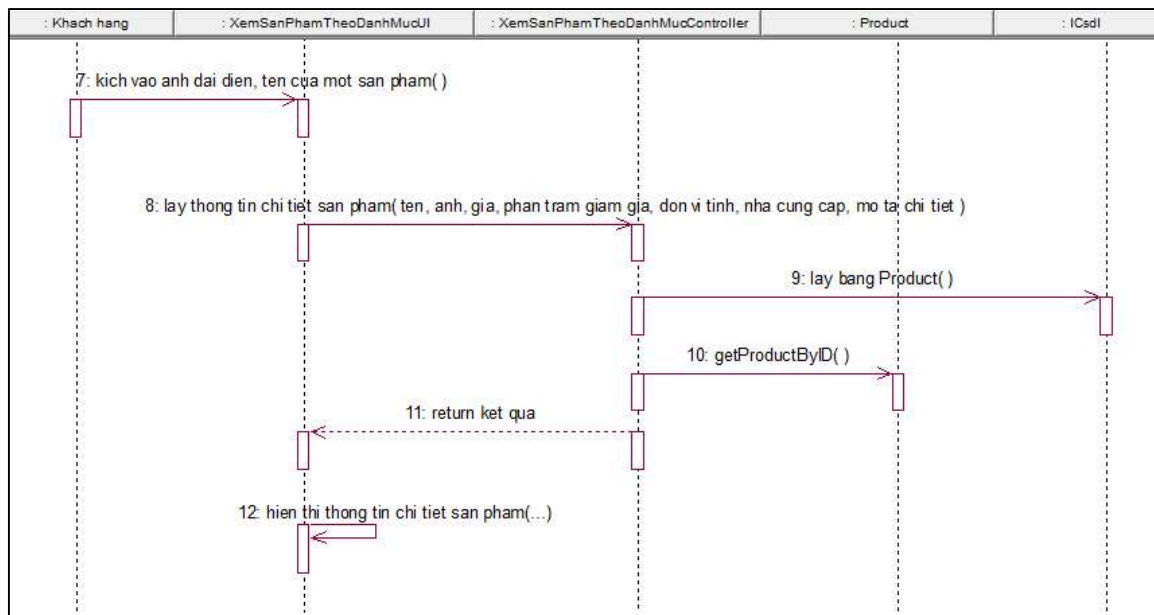 : Khach hang
: XemSanPhamTheoDanhMucUI
: XemSanPhamTheoDanhMucController
: Product
: ICsdl
7: kich vao anh dai dien, ten cua mot san pham( )
8: lay thong tin chi tiet san pham( ten, anh, gia, phan tram giam gia, don vi tinh, nha cung cap, mo ta chi tiet )
9: lay bang Product( )
10: getProductByID( )
11: return ket qua
12: hien thi thong tin chi tiet san pham(...)